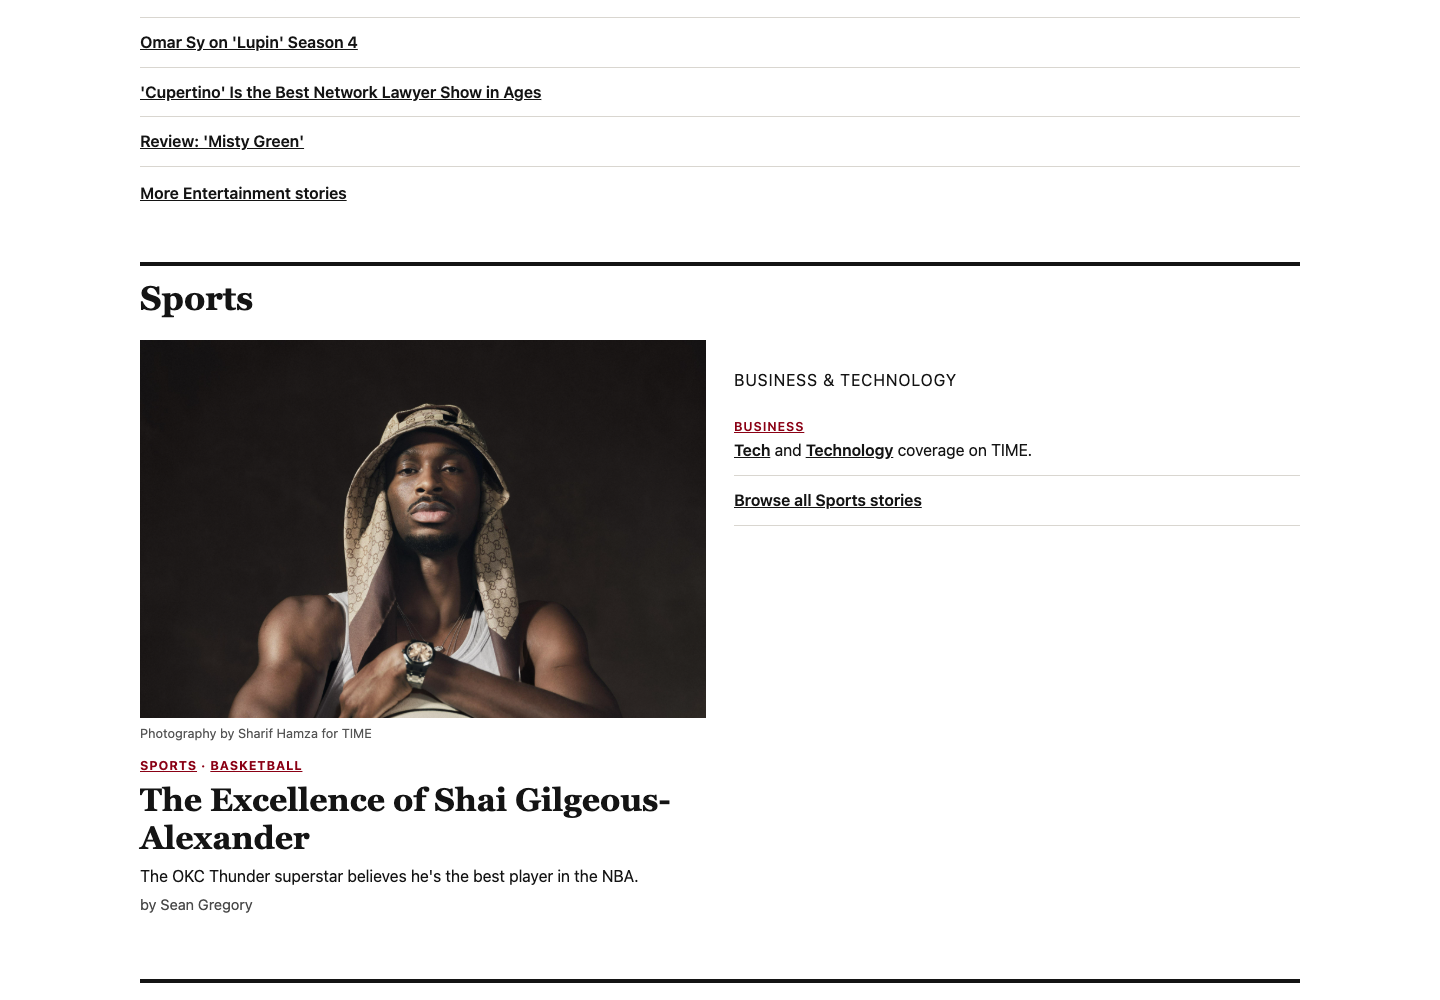 Omar Sy on 'Lupin' Season 4
'Cupertino' Is the Best Network Lawyer Show in Ages
Review: 'Misty Green'
More Entertainment stories
Sports
Photography by Sharif Hamza for TIME
SPORTS · BASKETBALL
The Excellence of Shai Gilgeous-
Alexander
The OKC Thunder superstar believes he's the best player in the NBA.
by Sean Gregory
BUSINESS & TECHNOLOGY
BUSINESS
Tech and Technology coverage on TIME.
Browse all Sports stories